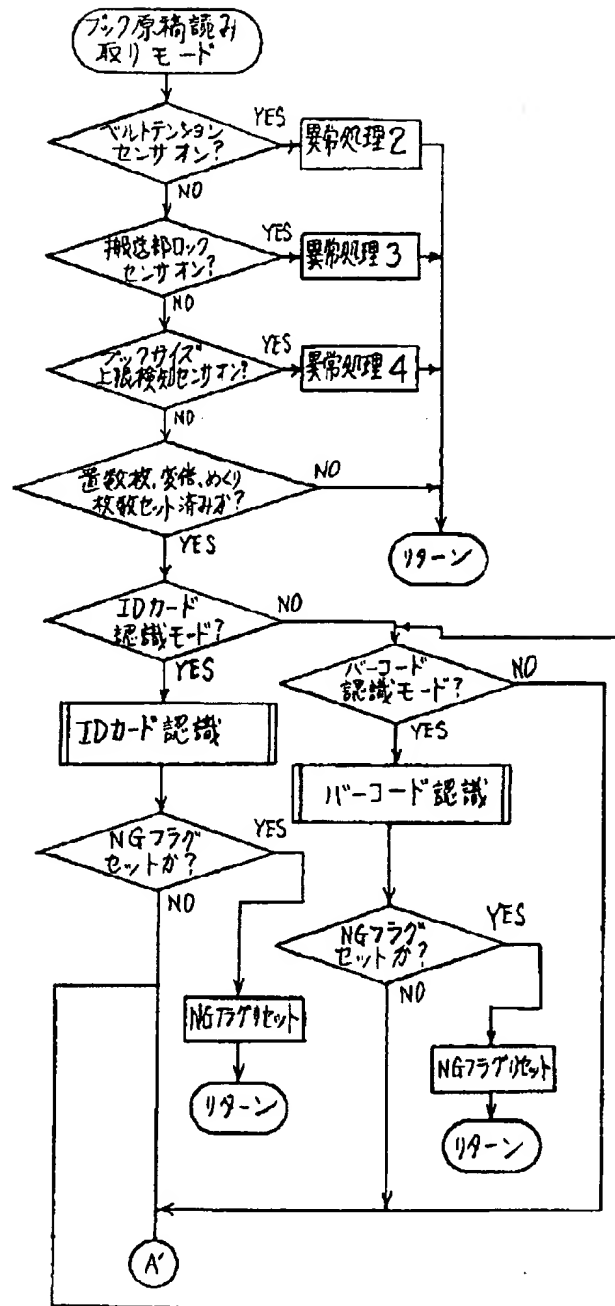 ブック原稿読み
取りモード
ベルトテンション
センサオン?
YES
異常処理2
NO
搬送部ロック
センサオン?
YES
異常処理3
NO
ブックサイズ
上限検知センサオン?
YES
異常処理4
NO
置数枚,変倍、めくり
枚数セット済みか?
NO
リターン
YES
IDカード
認識モード?
NO
YES
バーコード
認識モード?
NO
YES
IDカード認識
バーコード認識
NGフラグ
セットか?
YES
NO
NGフラグ
セットか?
YES
NO
NGフラグリセット
リターン
NGフラグリセット
リターン
A'